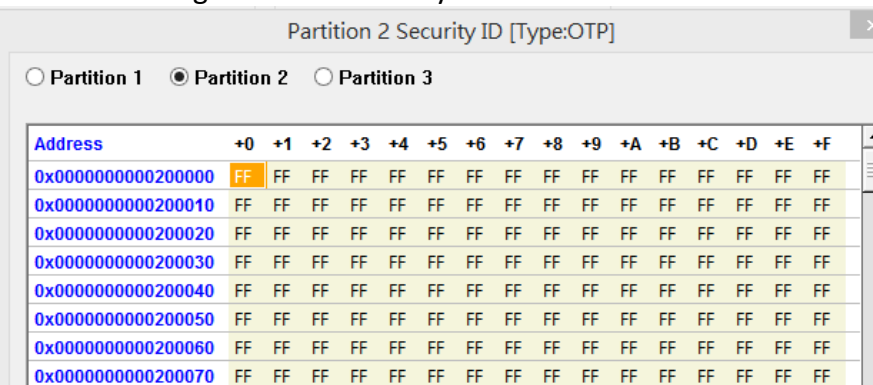 Partition 2 Security ID [Type:OTP]
Partition 1 Partition 2 Partition 3
Address +0 +1 +2 +3 +4 +5 +6 +7 +8 +9 +A +B +C +D +E +F
0x0000000000200000 FF FF FF FF FF FF FF FF FF FF FF FF FF FF FF FF
0x0000000000200010 FF FF FF FF FF FF FF FF FF FF FF FF FF FF FF FF
0x0000000000200020 FF FF FF FF FF FF FF FF FF FF FF FF FF FF FF FF
0x0000000000200030 FF FF FF FF FF FF FF FF FF FF FF FF FF FF FF FF
0x0000000000200040 FF FF FF FF FF FF FF FF FF FF FF FF FF FF FF FF
0x0000000000200050 FF FF FF FF FF FF FF FF FF FF FF FF FF FF FF FF
0x0000000000200060 FF FF FF FF FF FF FF FF FF FF FF FF FF FF FF FF
0x0000000000200070 FF FF FF FF FF FF FF FF FF FF FF FF FF FF FF FF